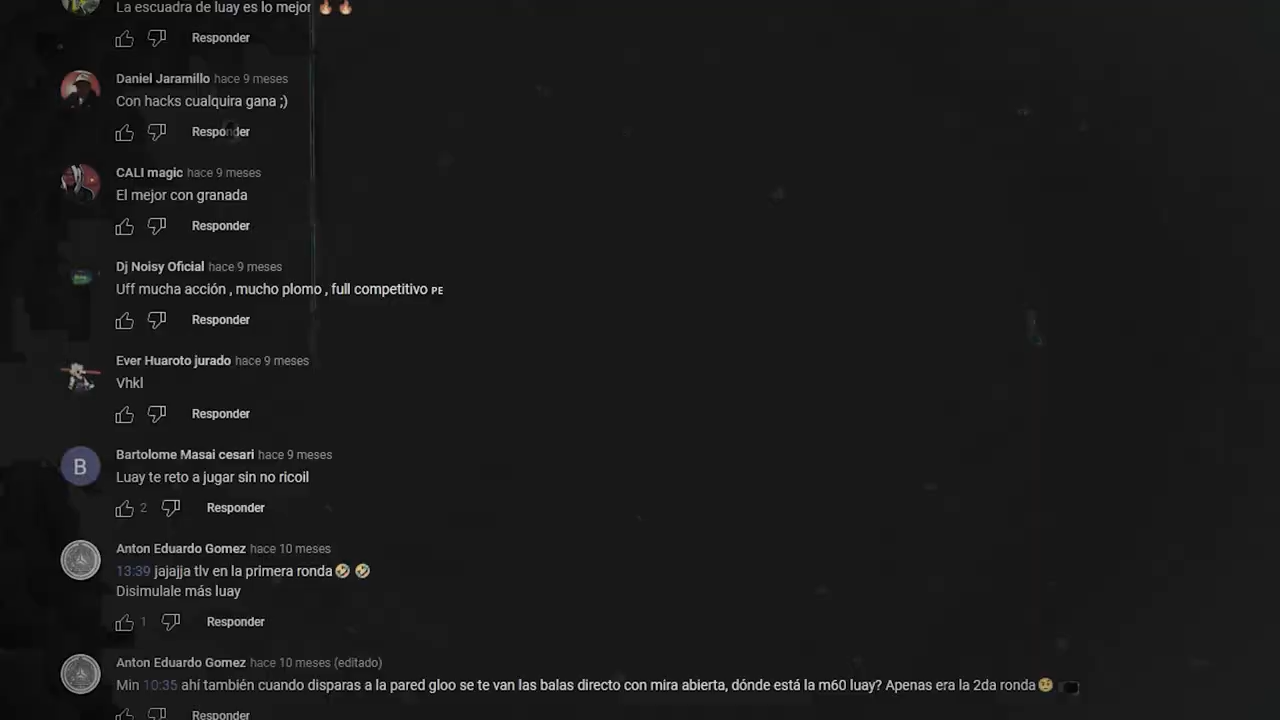 La escuadra de luay es lo mejor 🔥 🔥
Responder
Daniel Jaramillo hace 9 meses
Con hacks cualquira gana ;)
Responder
CALI magic hace 9 meses
El mejor con granada
Responder
Dj Noisy Oficial hace 9 meses
Uff mucha acción , mucho plomo , full competitivo PE
Responder
Ever Huaroto jurado hace 9 meses
Vhkl
Responder
B
Bartolome Masai cesari hace 9 meses
Luay te reto a jugar sin no ricoil
2 Responder
Anton Eduardo Gomez hace 10 meses
13:39 jajajja tlv en la primera ronda🤣 🤣
Disimulale más luay
1 Responder
Anton Eduardo Gomez hace 10 meses (editado)
Min 10:35 ahí también cuando disparas a la pared gloo se te van las balas directo con mira abierta, dónde está la m60 luay? Apenas era la 2da ronda🤨
Responder